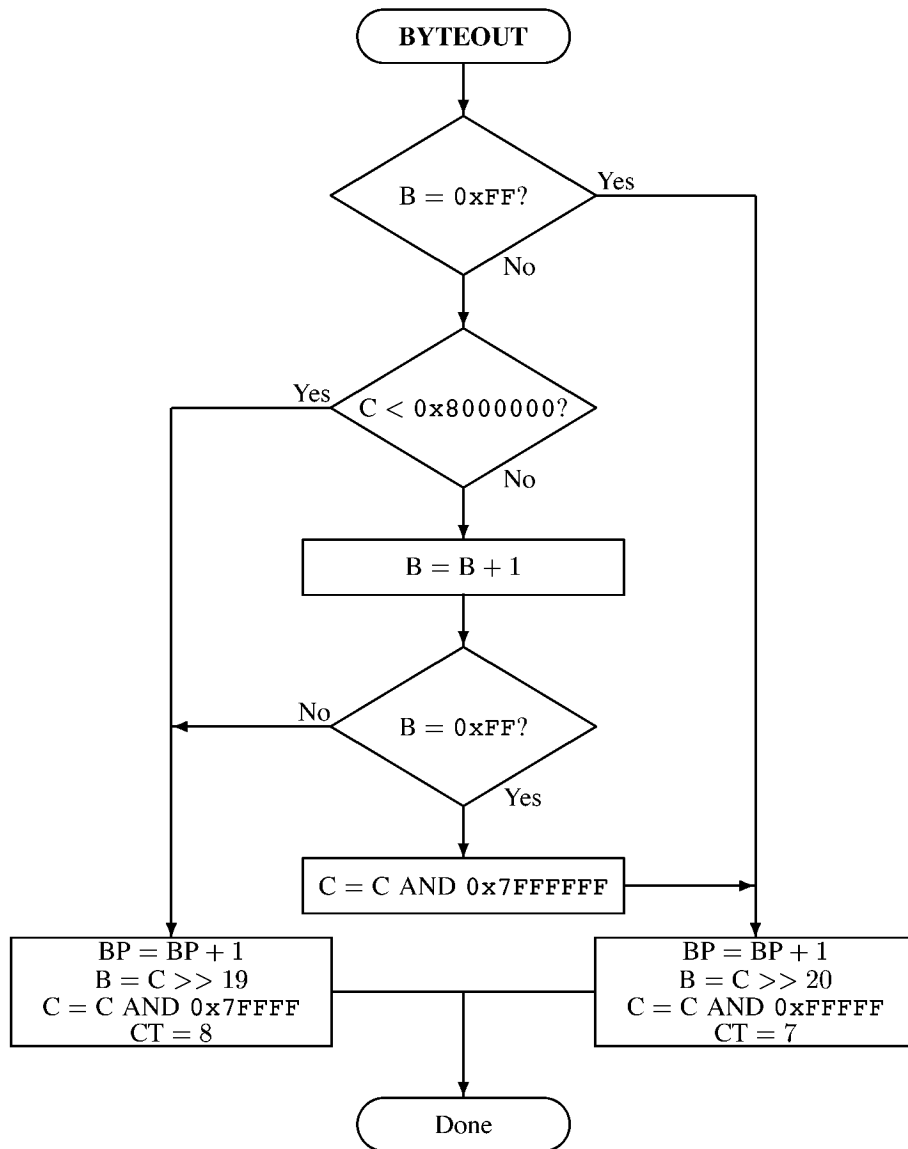 BYTEOUT
B = 0xFF?
Yes
No
C < 0x8000000?
Yes
No
B = B + 1
B = 0xFF?
No
Yes
C = C AND 0x7FFFFFF
BP = BP + 1
B = C >> 19
C = C AND 0x7FFFF
CT = 8
BP = BP + 1
B = C >> 20
C = C AND 0xFFFFF
CT = 7
Done